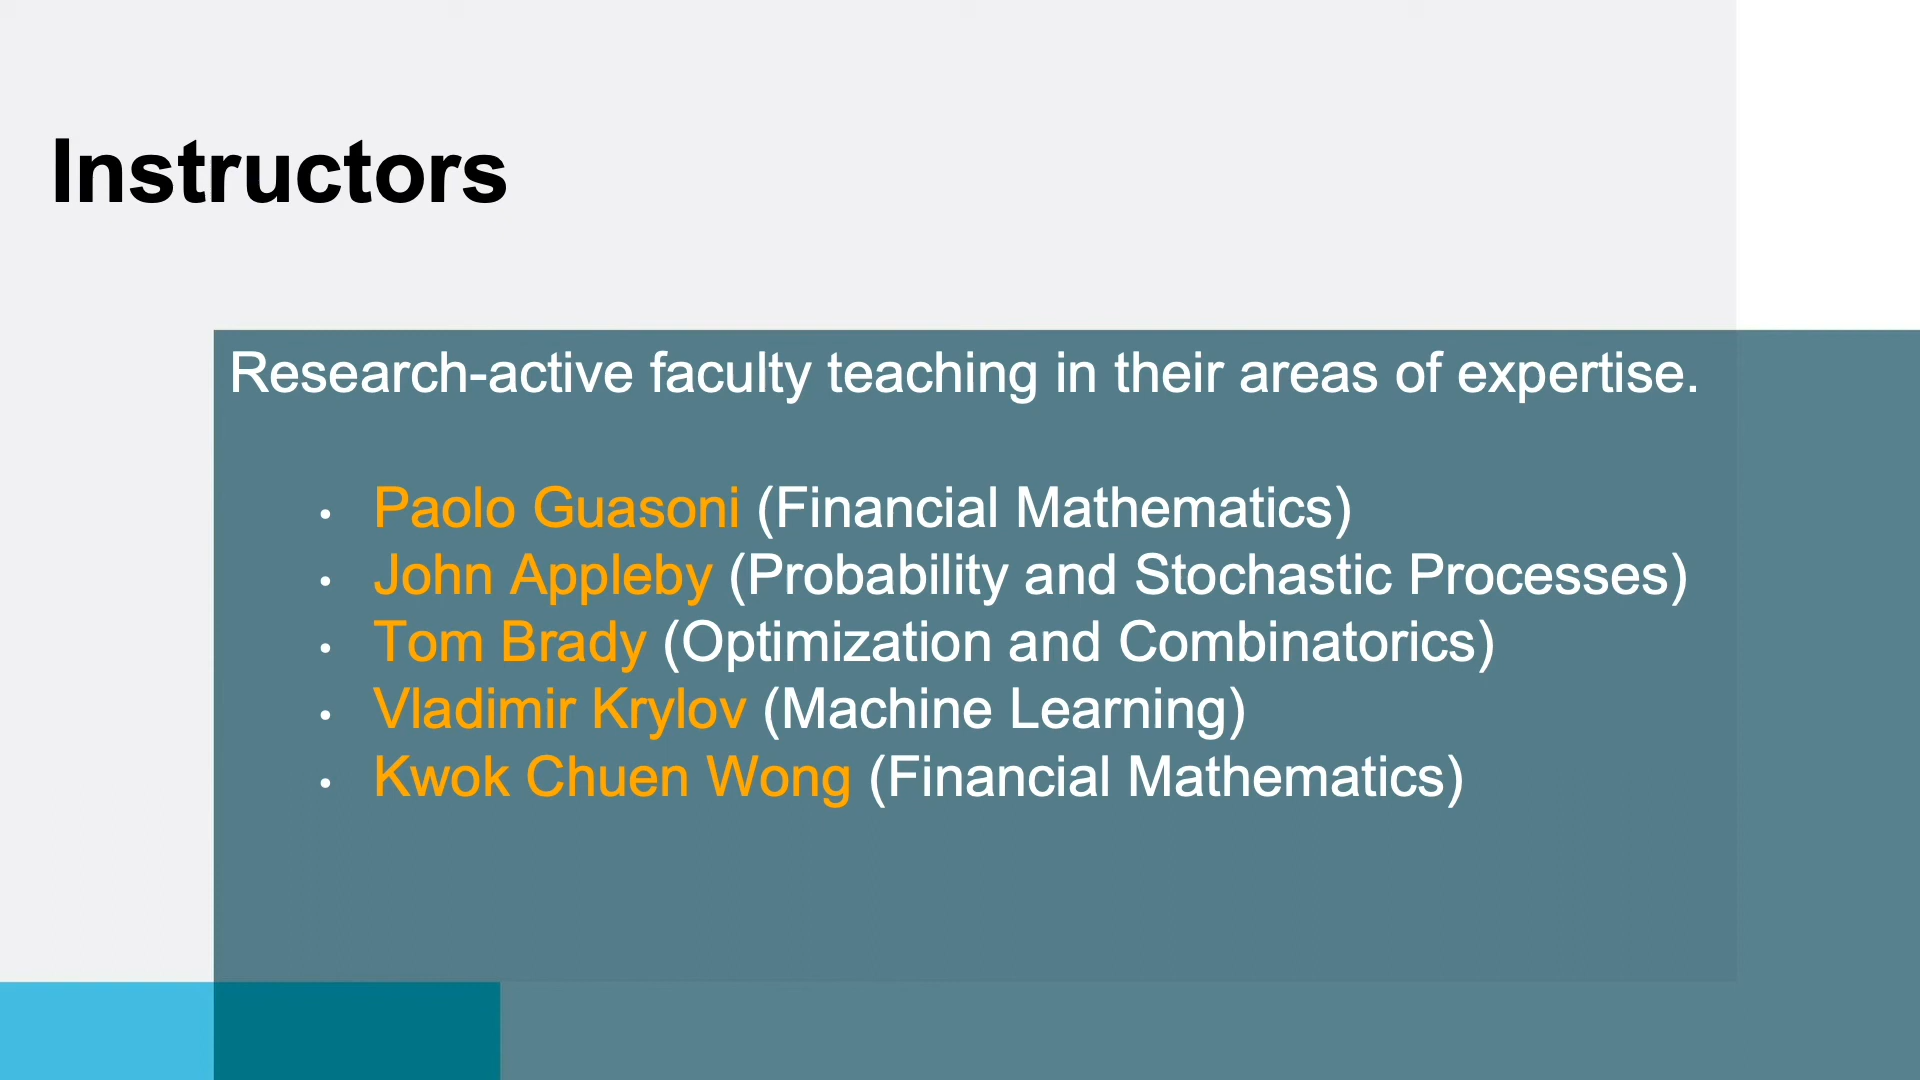 Instructors
Research-active faculty teaching in their areas of expertise.
• Paolo Guasoni (Financial Mathematics)
• John Appleby (Probability and Stochastic Processes)
• Tom Brady (Optimization and Combinatorics)
• Vladimir Krylov (Machine Learning)
• Kwok Chuen Wong (Financial Mathematics)